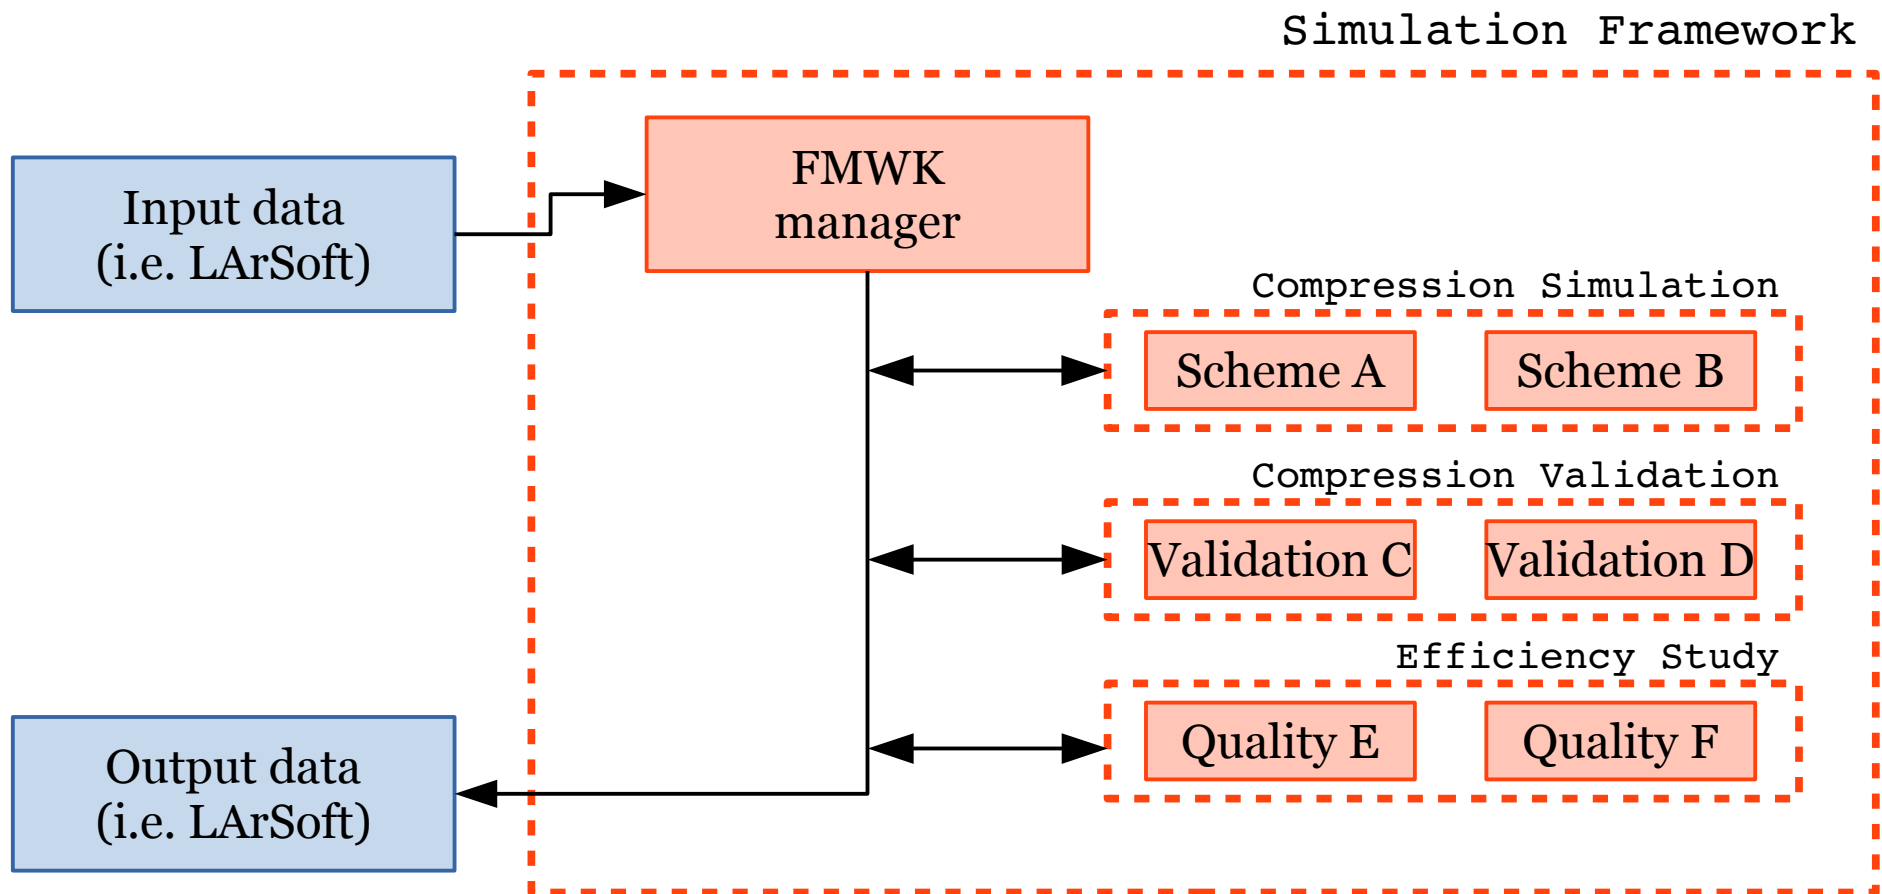 Simulation Framework
FMWK
manager
Input data
(i.e. LArSoft)
Compression Simulation
Scheme A
Scheme B
Compression Validation
Validation C
Validation D
Efficiency Study
Quality E
Quality F
Output data
(i.e. LArSoft)